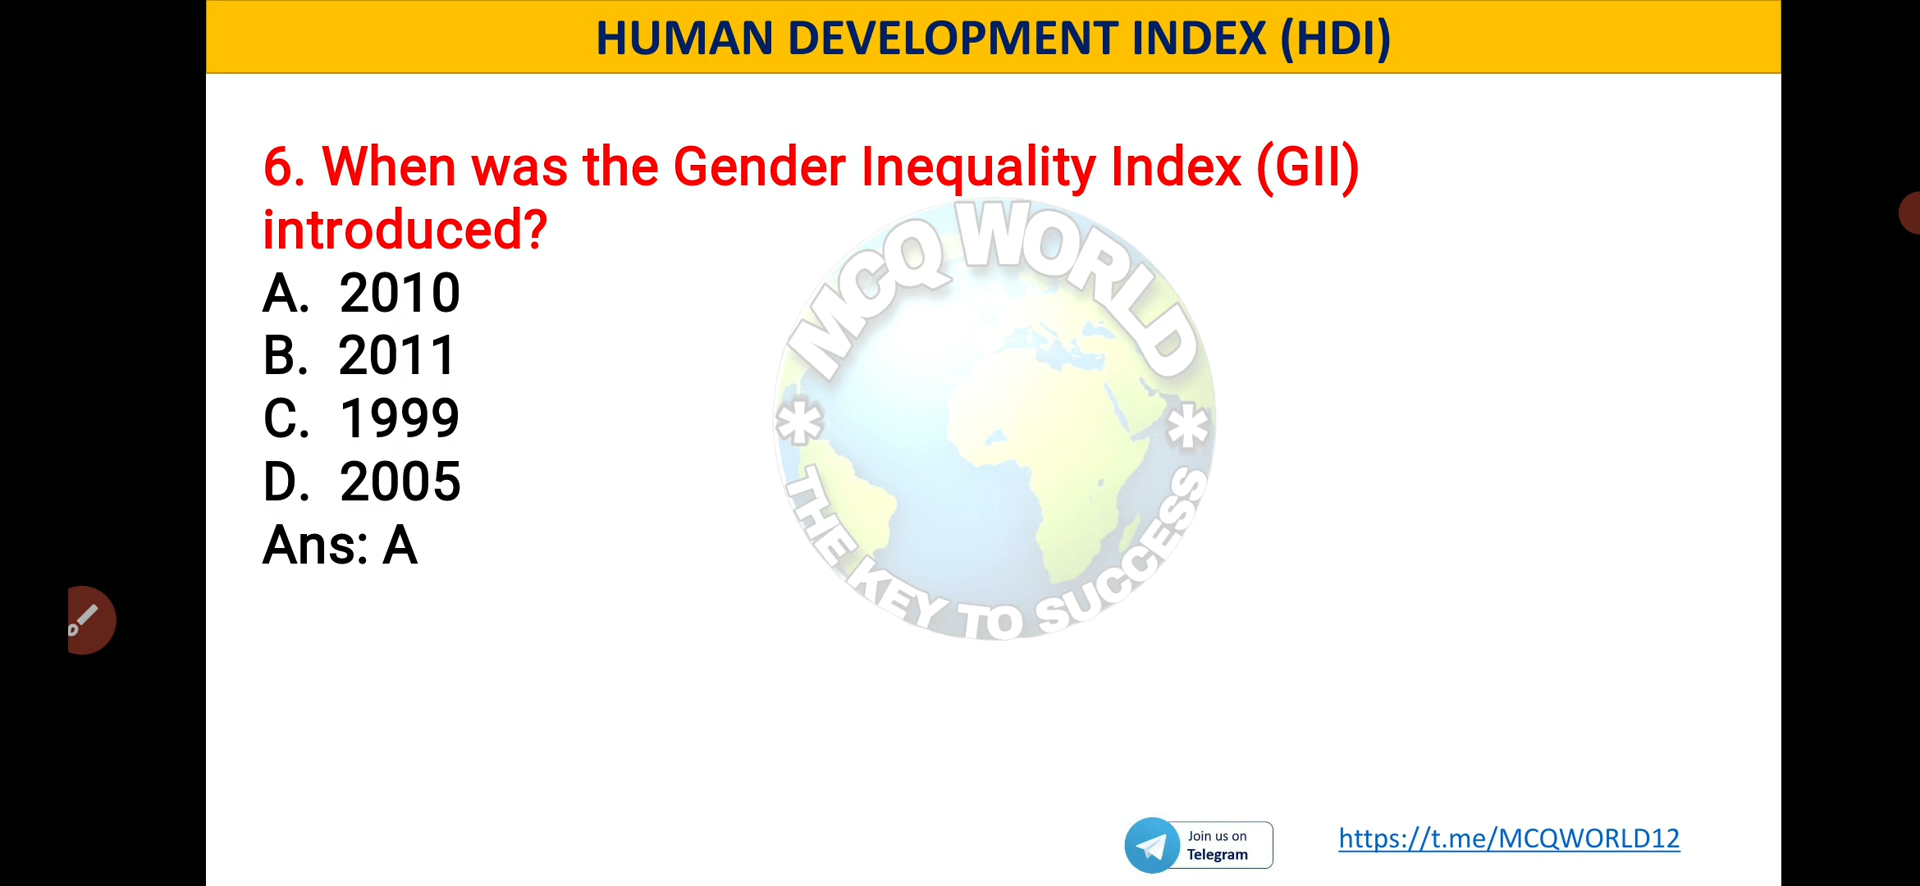 HUMAN DEVELOPMENT INDEX (HDI)
6. When was the Gender Inequality Index (GII)
introduced?
A. 2010
B. 2011
C. 1999
D. 2005
Ans: A
MCQ WORLD
* *
THE KEY TO SUCCESS
Join us on
Telegram
https://t.me/MCQWORLD12